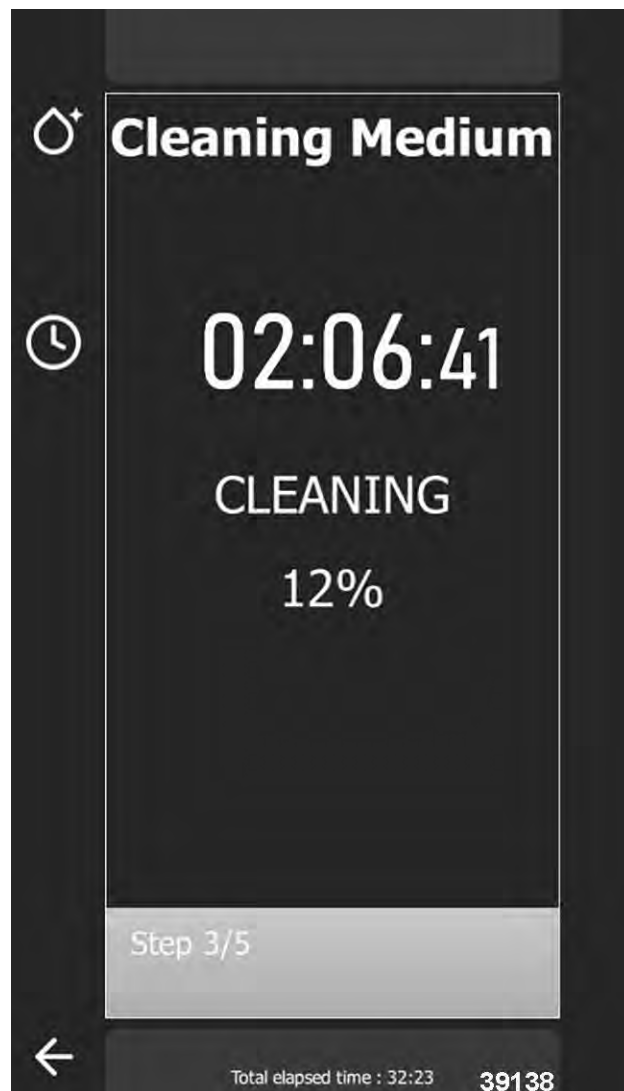 Cleaning Medium
02:06:41
CLEANING
12%
Step 3/5
Total elapsed time : 32:23
39138